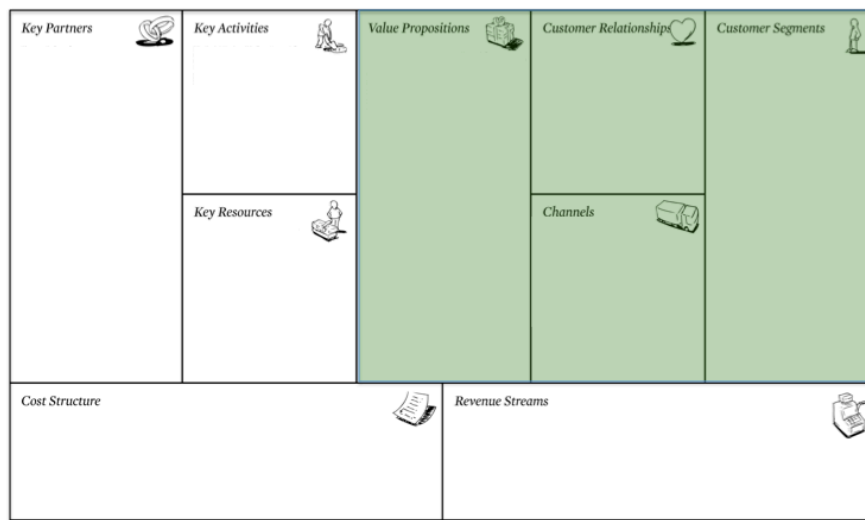 Key Partners
Key Activities
Value Propositions
Customer Relationships
Customer Segments
Key Resources
Channels
Cost Structure
Revenue Streams